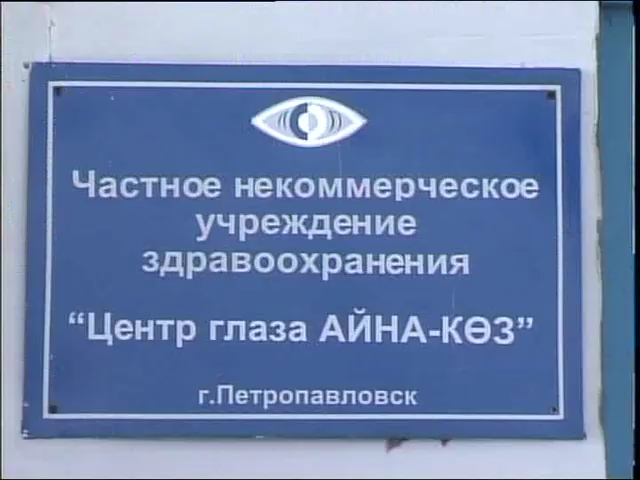 Частное некоммерческое
учреждение
здравоохранения
“Центр глаза АЙНА-КӨЗ”
г.Петропавловск